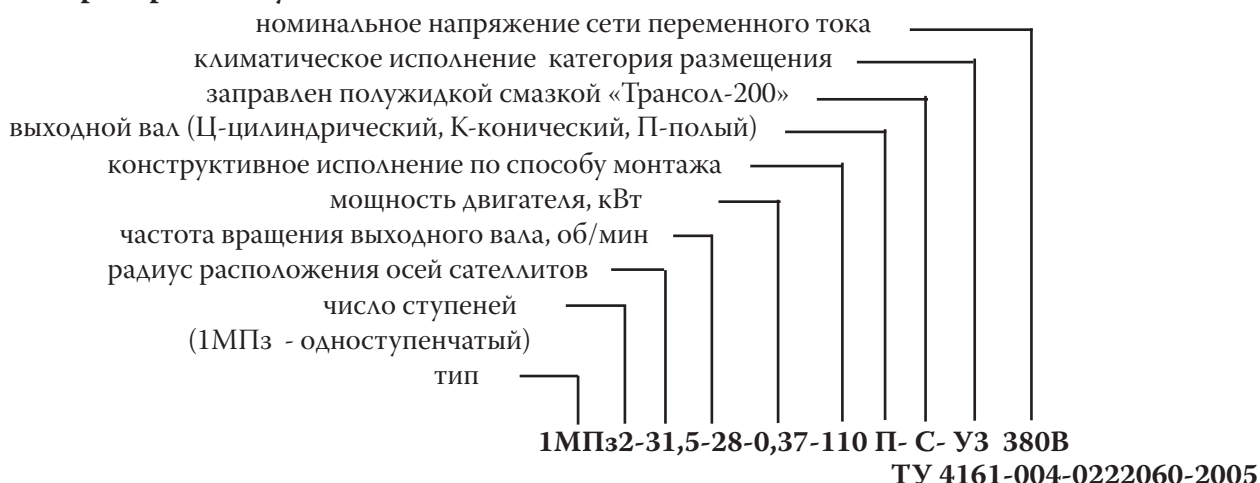 номинальное напряжение сети переменного тока
климатическое исполнение категория размещения
заправлен полужидкой смазкой «Трансол-200»
выходной вал (Ц-цилиндрический, К-конический, П-полый)
конструктивное исполнение по способу монтажа
мощность двигателя, кВт
частота вращения выходного вала, об/мин
радиус расположения осей сателлитов
число ступеней
(1МПз - одноступенчатый)
тип
1МПз2-31,5-28-0,37-110 П- С- У3 380В
ТУ 4161-004-0222060-2005